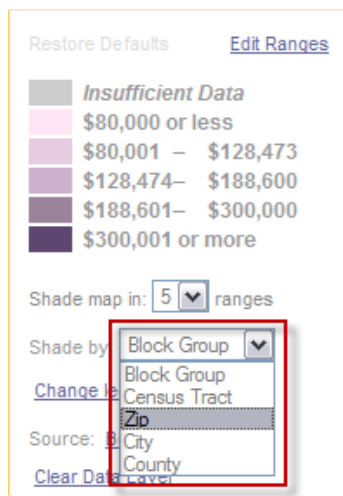 Restore Defaults Edit Ranges
Insufficient Data
$80,000 or less
$80,001 – $128,473
$128,474– $188,600
$188,601– $300,000
$300,001 or more
Shade map in: 5 ranges
Shade by Block Group
Block Group
Change
Census Tract
Zip
Source:
City
County
Clear Data Layer